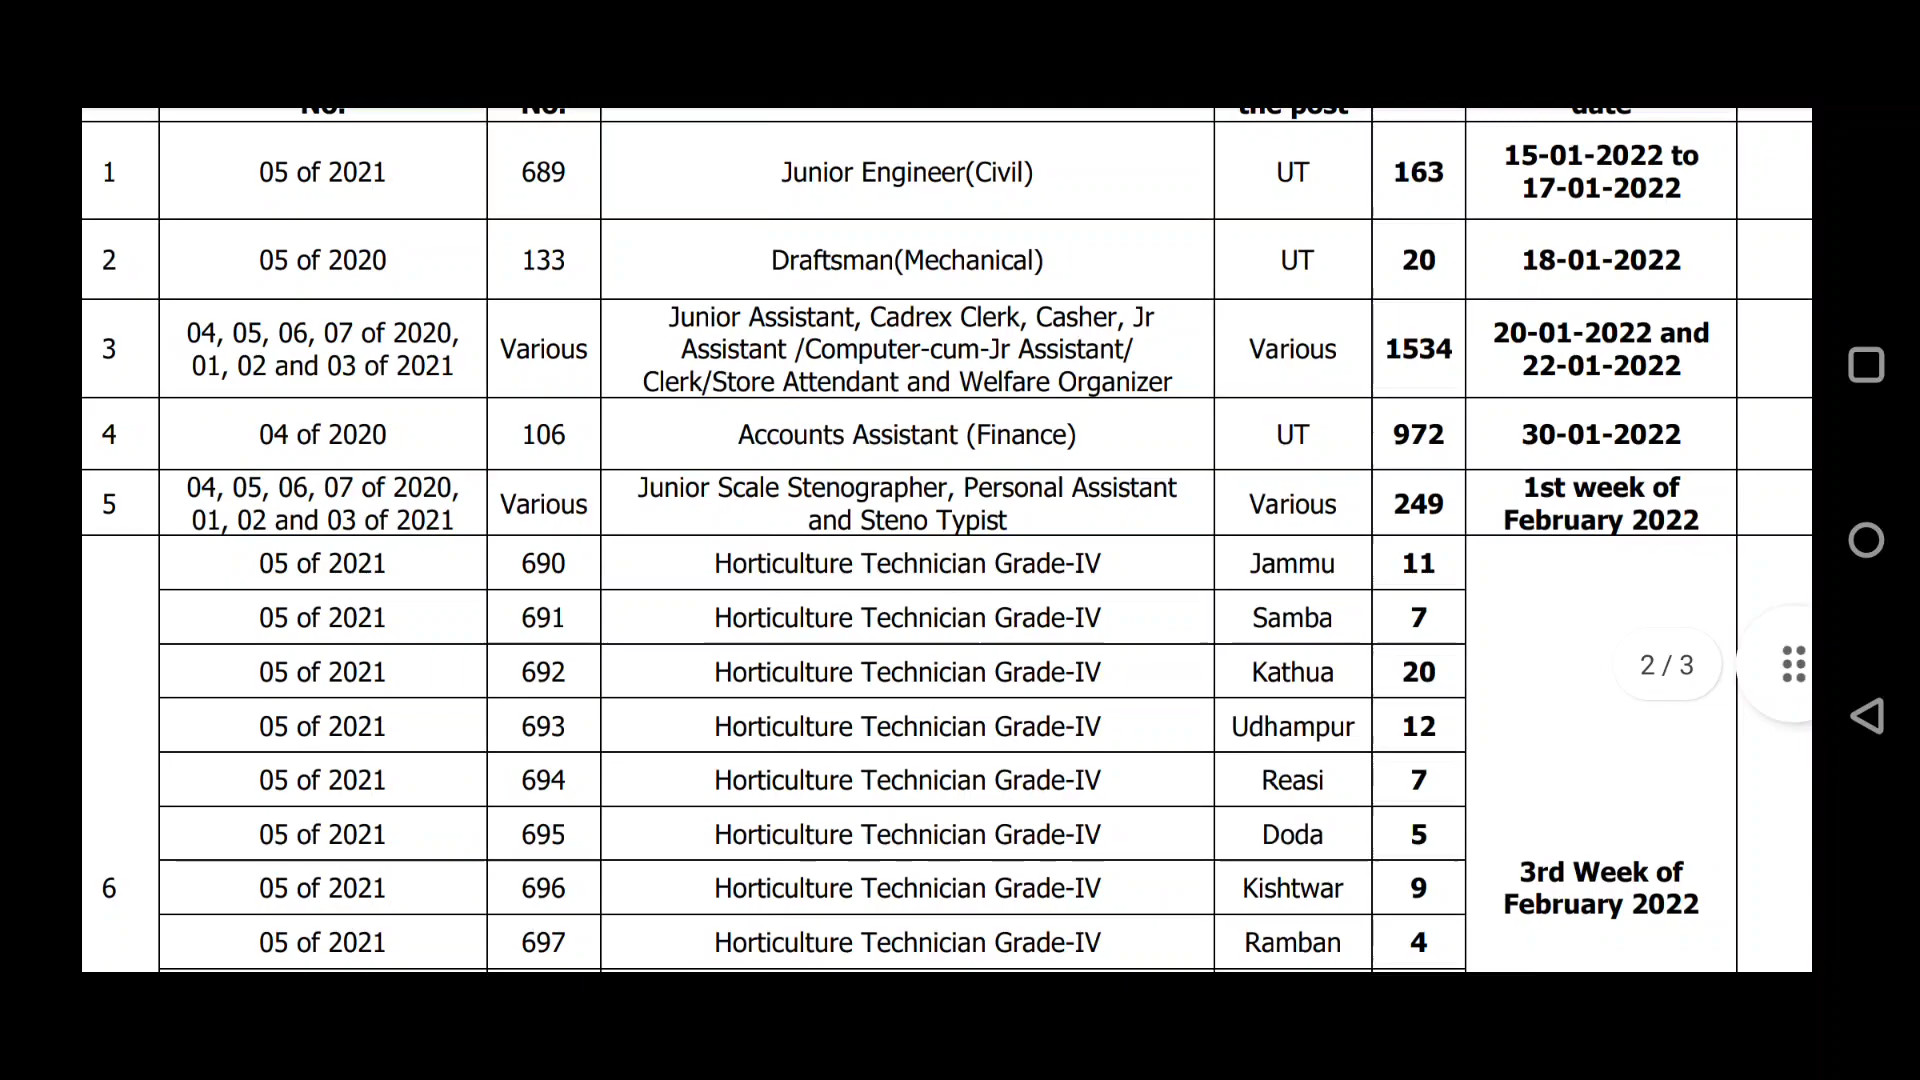 No. No. the post date
1 05 of 2021 689 Junior Engineer(Civil) UT 163 15-01-2022 to
17-01-2022
2 05 of 2020 133 Draftsman(Mechanical) UT 20 18-01-2022
3 04, 05, 06, 07 of 2020,
01, 02 and 03 of 2021 Various Junior Assistant, Cadrex Clerk, Casher, Jr
Assistant /Computer-cum-Jr Assistant/
Clerk/Store Attendant and Welfare Organizer Various 1534 20-01-2022 and
22-01-2022
4 04 of 2020 106 Accounts Assistant (Finance) UT 972 30-01-2022
5 04, 05, 06, 07 of 2020,
01, 02 and 03 of 2021 Various Junior Scale Stenographer, Personal Assistant
and Steno Typist Various 249 1st week of
February 2022
6 05 of 2021 690 Horticulture Technician Grade-IV Jammu 11
05 of 2021 691 Horticulture Technician Grade-IV Samba 7
05 of 2021 692 Horticulture Technician Grade-IV Kathua 20
05 of 2021 693 Horticulture Technician Grade-IV Udhampur 12
05 of 2021 694 Horticulture Technician Grade-IV Reasi 7
05 of 2021 695 Horticulture Technician Grade-IV Doda 5
05 of 2021 696 Horticulture Technician Grade-IV Kishtwar 9
05 of 2021 697 Horticulture Technician Grade-IV Ramban 4
3rd Week of
February 2022
2 / 3